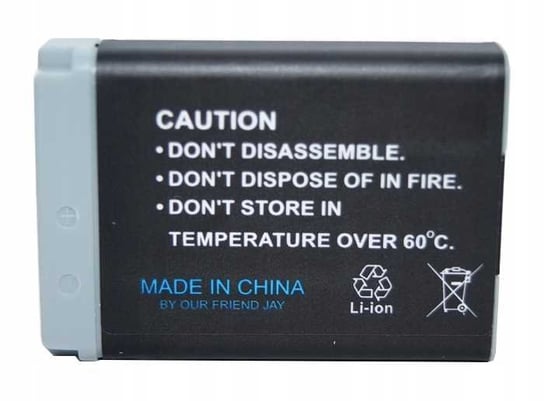 CAUTION
• DON'T DISASSEMBLE.
• DON'T DISPOSE OF IN FIRE.
• DON'T STORE IN
TEMPERATURE OVER 60°C.
MADE IN CHINA
BY OUR FRIEND JAY
Li-ion